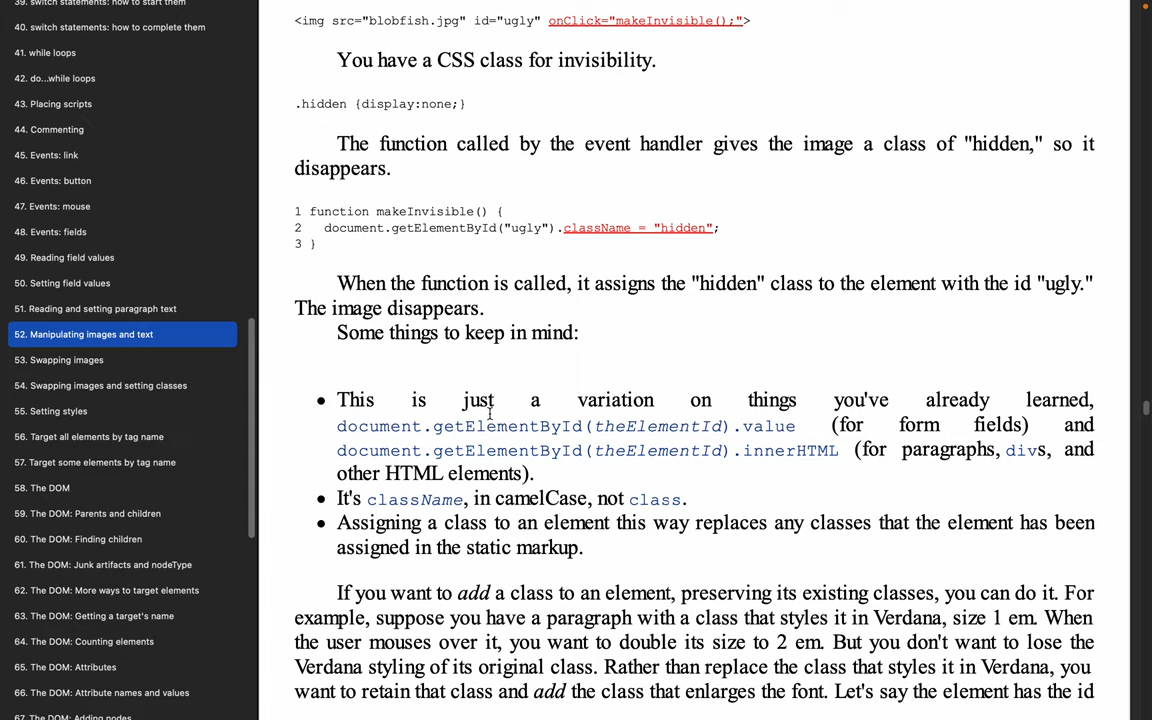 39. switch statements: how to start them
40. switch statements: how to complete them
41. while loops
42. do...while loops
43. Placing scripts
44. Commenting
45. Events: link
46. Events: button
47. Events: mouse
48. Events: fields
49. Reading field values
50. Setting field values
51. Reading and setting paragraph text
52. Manipulating images and text
53. Swapping images
54. Swapping images and setting classes
55. Setting styles
56. Target all elements by tag name
57. Target some elements by tag name
58. The DOM
59. The DOM: Parents and children
60. The DOM: Finding children
61. The DOM: Junk artifacts and nodeType
62. The DOM: More ways to target elements
63. The DOM: Getting a target's name
64. The DOM: Counting elements
65. The DOM: Attributes
66. The DOM: Attribute names and values
67. The DOM: Adding nodes
<img src="blobfish.jpg" id="ugly" onClick="makeInvisible();">
You have a CSS class for invisibility.
.hidden {display:none;}
The function called by the event handler gives the image a class of "hidden," so it
disappears.
1 function makeInvisible() {
2   document.getElementById("ugly").className = "hidden";
3 }
When the function is called, it assigns the "hidden" class to the element with the id "ugly."
The image disappears.
Some things to keep in mind:
• This is just a variation on things you've already learned,
document.getElementById(theElementId).value (for form fields) and
document.getElementById(theElementId).innerHTML (for paragraphs, divs, and
other HTML elements).
• It's className, in camelCase, not class.
• Assigning a class to an element this way replaces any classes that the element has been
assigned in the static markup.
If you want to add a class to an element, preserving its existing classes, you can do it. For
example, suppose you have a paragraph with a class that styles it in Verdana, size 1 em. When
the user mouses over it, you want to double its size to 2 em. But you don't want to lose the
Verdana styling of its original class. Rather than replace the class that styles it in Verdana, you
want to retain that class and add the class that enlarges the font. Let's say the element has the id